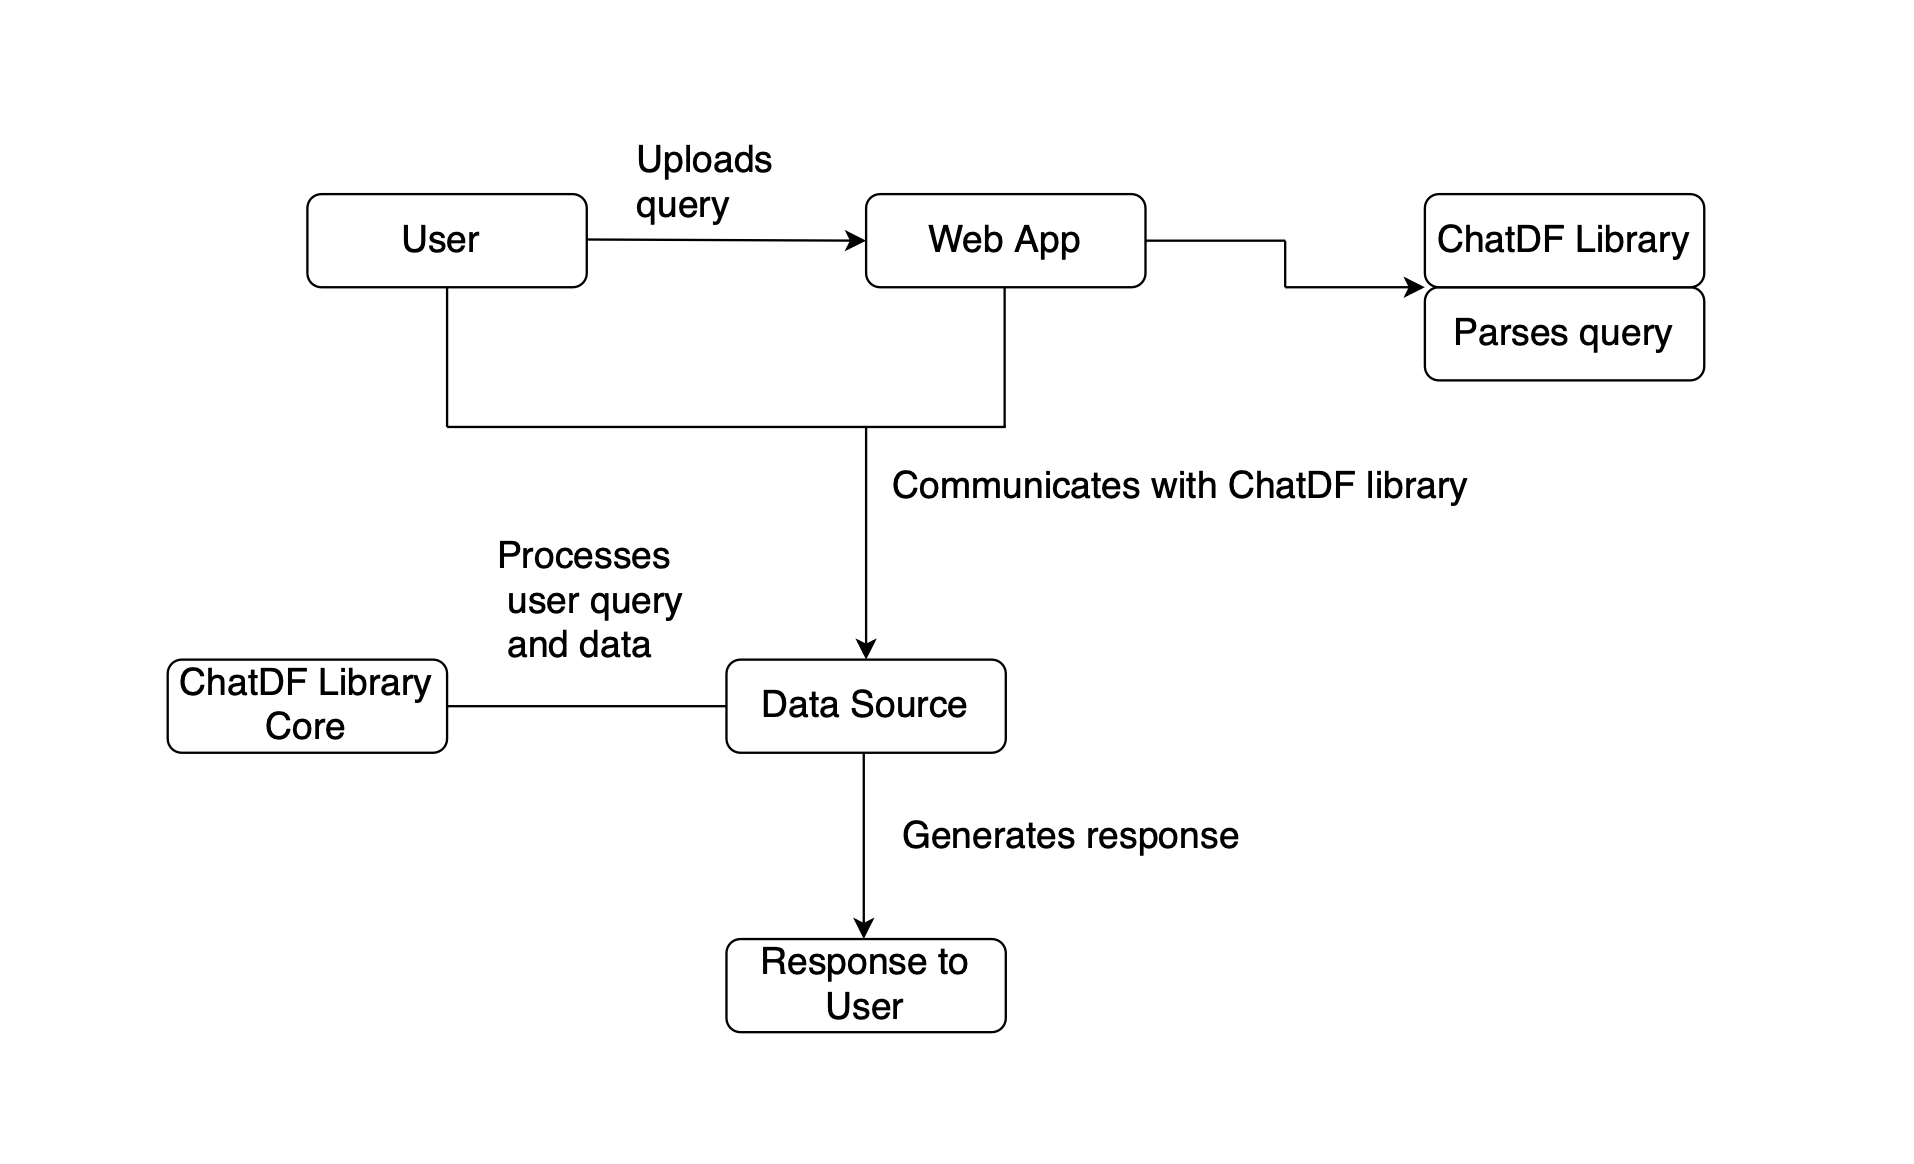 Uploads
query
User
Web App
ChatDF Library
Parses query
Communicates with ChatDF library
Processes
user query
and data
ChatDF Library
Core
Data Source
Generates response
Response to
User